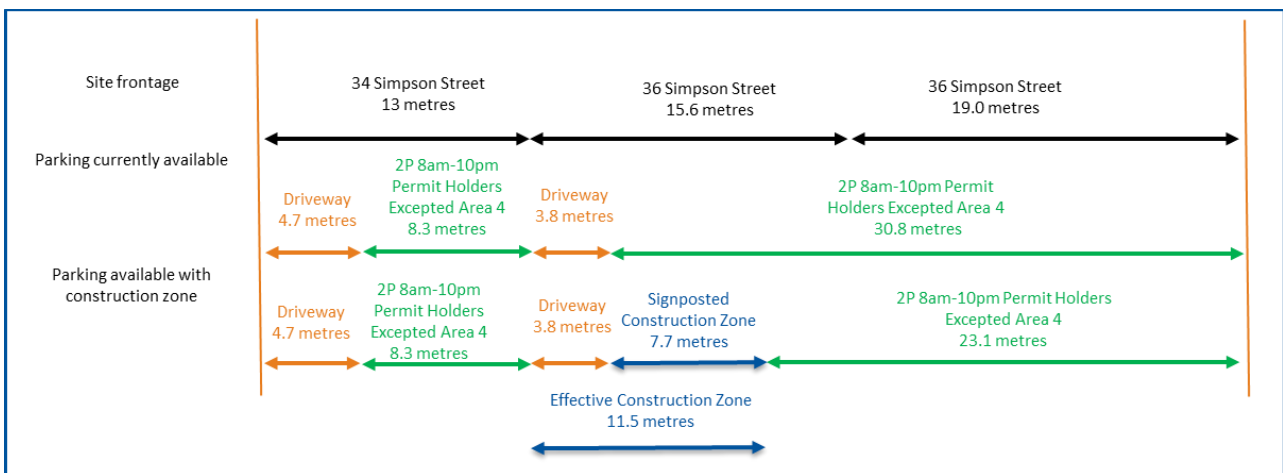 Site frontage
34 Simpson Street
13 metres
36 Simpson Street
15.6 metres
36 Simpson Street
19.0 metres
Parking currently available
Driveway
4.7 metres
2P 8am-10pm
Permit Holders
Excepted Area 4
8.3 metres
Driveway
3.8 metres
2P 8am-10pm Permit
Holders Excepted Area 4
30.8 metres
Parking available with
construction zone
Driveway
4.7 metres
2P 8am-10pm
Permit Holders
Excepted Area 4
8.3 metres
Driveway
3.8 metres
Signposted
Construction Zone
7.7 metres
2P 8am-10pm Permit Holders
Excepted Area 4
23.1 metres
Effective Construction Zone
11.5 metres